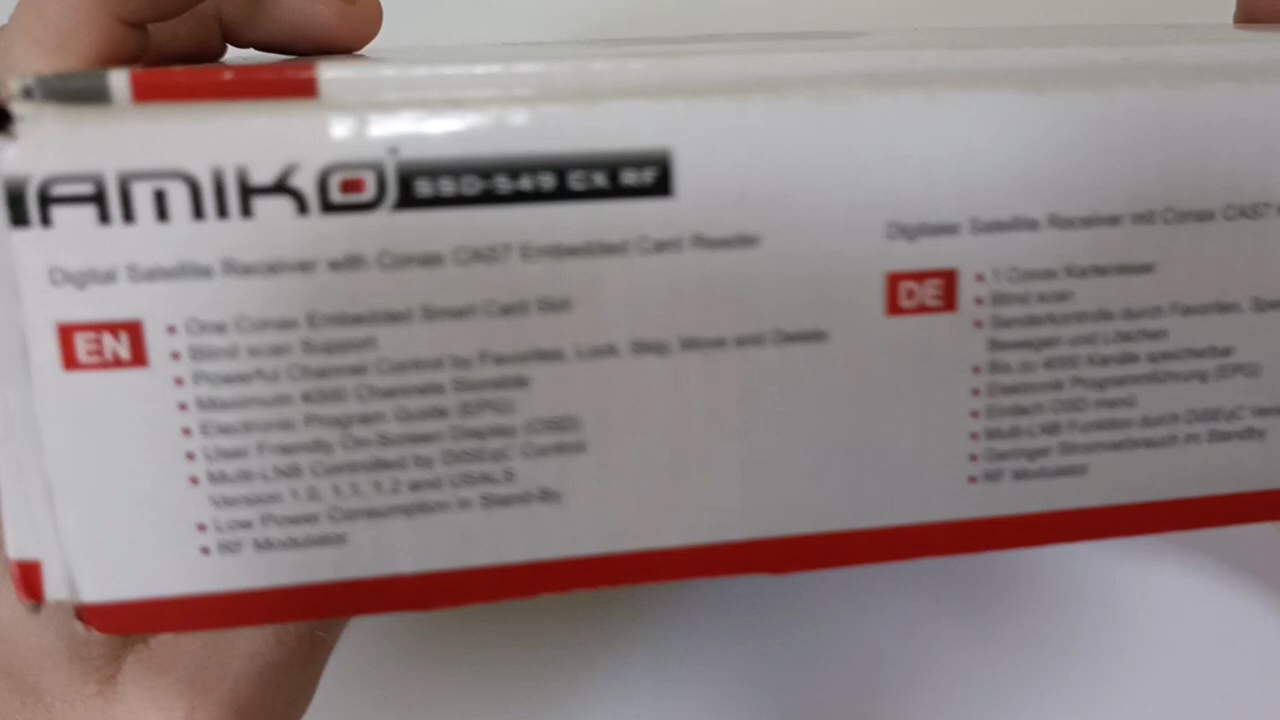 AMIKO SSD-549 CX RF
Digital Satellite Receiver with Conax CAS7 Embedded Card Reader
EN
One Conax Embedded Smart Card Slot
Blind scan Support
Powerful Channel Control by Favorites, Lock, Skip, Move and Delete
Maximum 4000 Channels Storable
Electronic Program Guide (EPG)
User Friendly On-Screen Display (OSD)
Multi-LNB Controlled by DiSEqC Control
Version 1.0, 1.1, 1.2 and USALS
Low Power Consumption in Stand-By
RF Modulator
Digitaler Satellite Receiver mit Conax CAS7
DE
1 Conax Kartenleser
Blind scan
Senderkontrolle durch Favoriten,
Bewegen und Löschen
Bis zu 4000 Kanäle speicherbar
Elektronic Programmführung (EPG)
Einfach OSD menü
Multi-LNB Funktion durch DiSEqC
Geringer Stromverbrauch im Standby
RF Modulator